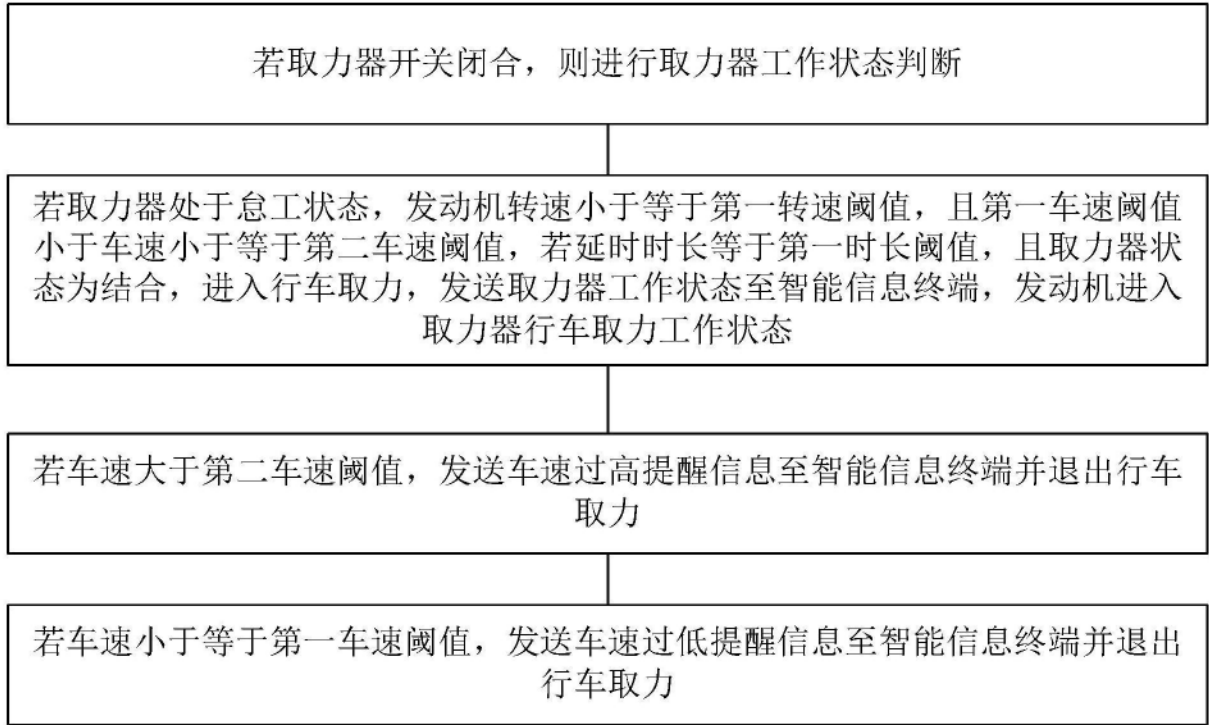 若取力器开关闭合，则进行取力器工作状态判断
若取力器处于怠工状态，发动机转速小于等于第一转速阈值，且第一车速阈值
小于车速小于等于第二车速阈值，若延时时长等于第一时长阈值，且取力器状
态为结合，进入行车取力，发送取力器工作状态至智能信息终端，发动机进入
取力器行车取力工作状态
若车速大于第二车速阈值，发送车速过高提醒信息至智能信息终端并退出行车
取力
若车速小于等于第一车速阈值，发送车速过低提醒信息至智能信息终端并退出
行车取力